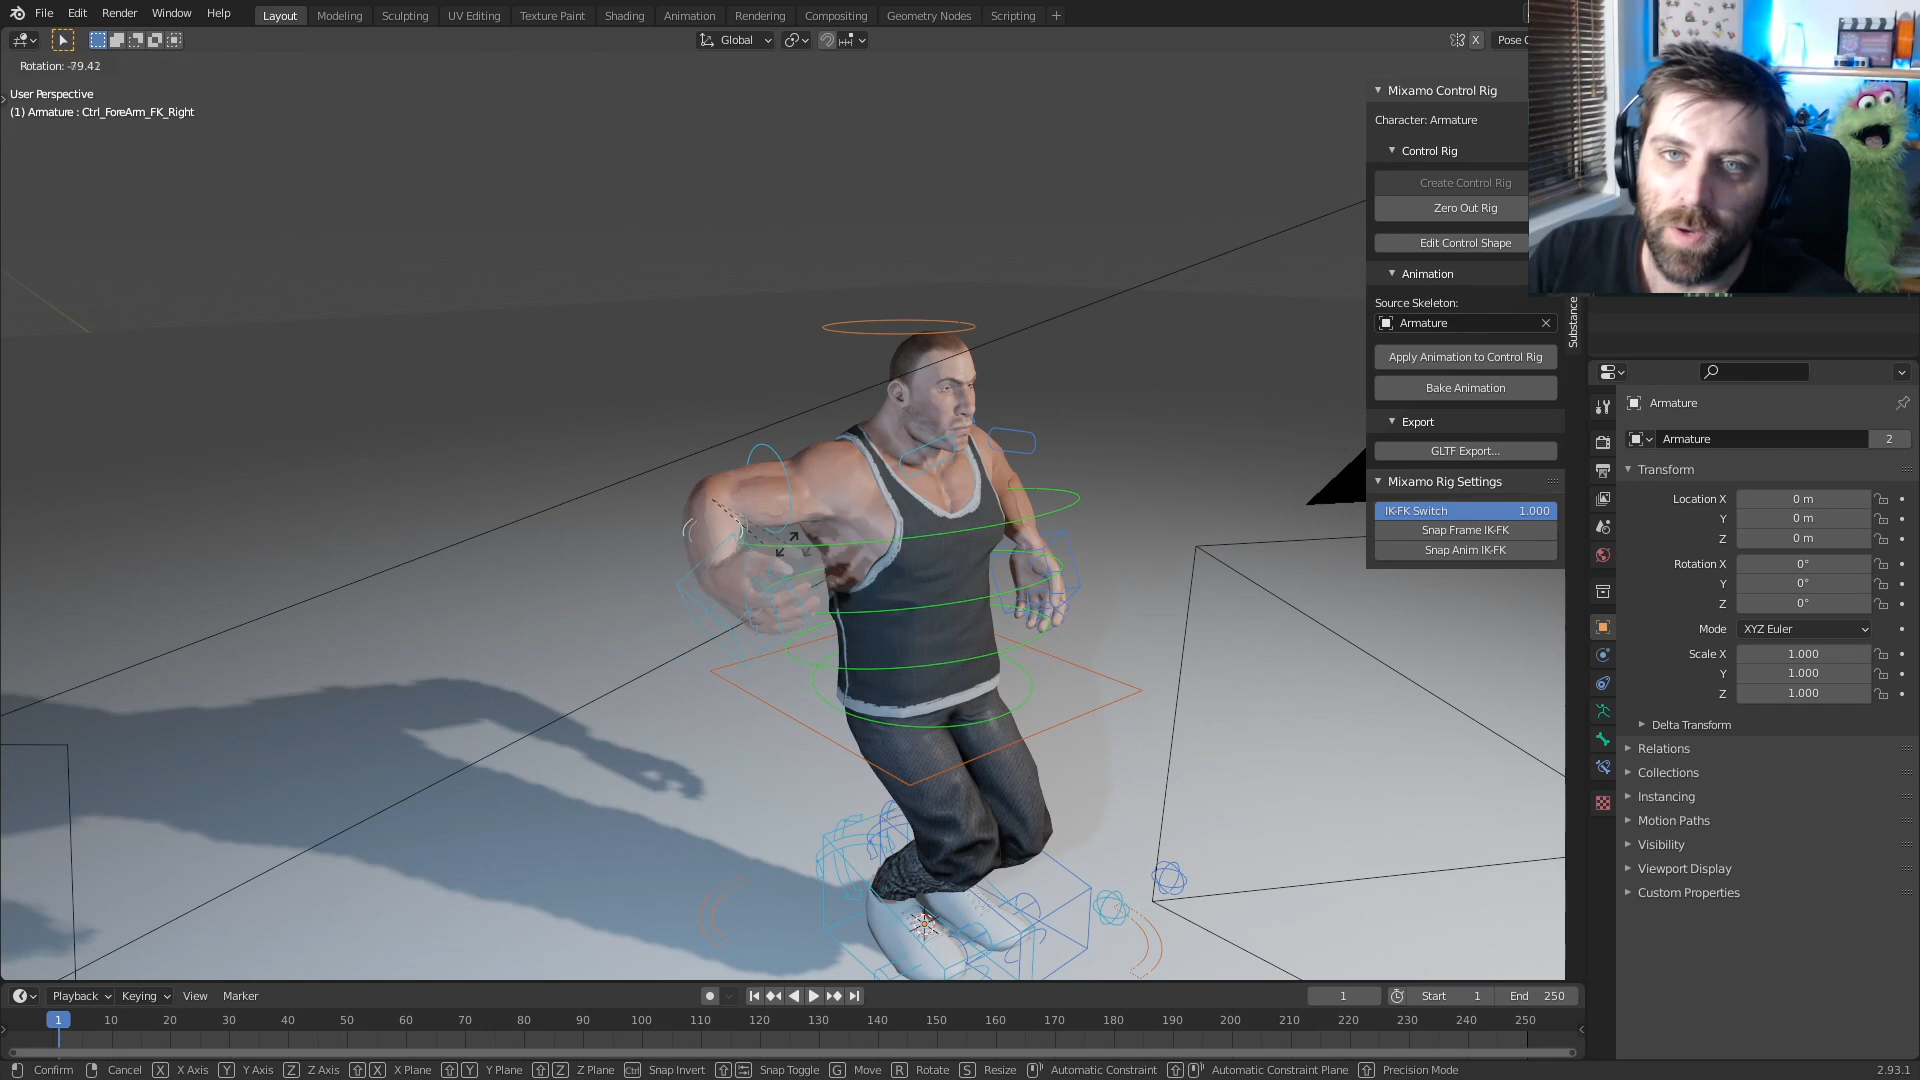 File Edit Render Window Help Layout Modeling Sculpting UV Editing Texture Paint Shading Animation Rendering Compositing Geometry Nodes Scripting +
Global X Pose
Rotation: -79.42
User Perspective
(1) Armature : Ctrl_ForeArm_FK_Right
Mixamo Control Rig
Character: Armature
Control Rig
Create Control Rig
Zero Out Rig
Edit Control Shape
Animation
Source Skeleton:
Armature
Apply Animation to Control Rig
Bake Animation
Export
GLTF Export...
Mixamo Rig Settings
IK-FK Switch 1.000
Snap Frame IK-FK
Snap Anim IK-FK
Substance
Armature
Armature 2
Transform
Location X 0 m
Y 0 m
Z 0 m
Rotation X 0°
Y 0°
Z 0°
Mode XYZ Euler
Scale X 1.000
Y 1.000
Z 1.000
Delta Transform
Relations
Collections
Instancing
Motion Paths
Visibility
Viewport Display
Custom Properties
Playback Keying View Marker 1 Start 1 End 250
1 10 20 30 40 50 60 70 80 90 100 110 120 130 140 150 160 170 180 190 200 210 220 230 240 250
Confirm Cancel X X Axis Y Y Axis Z Z Axis X X Plane Y Y Plane Z Z Plane Ctrl Snap Invert Snap Toggle G Move R Rotate S Resize Automatic Constraint Automatic Constraint Plane Precision Mode 2.93.1